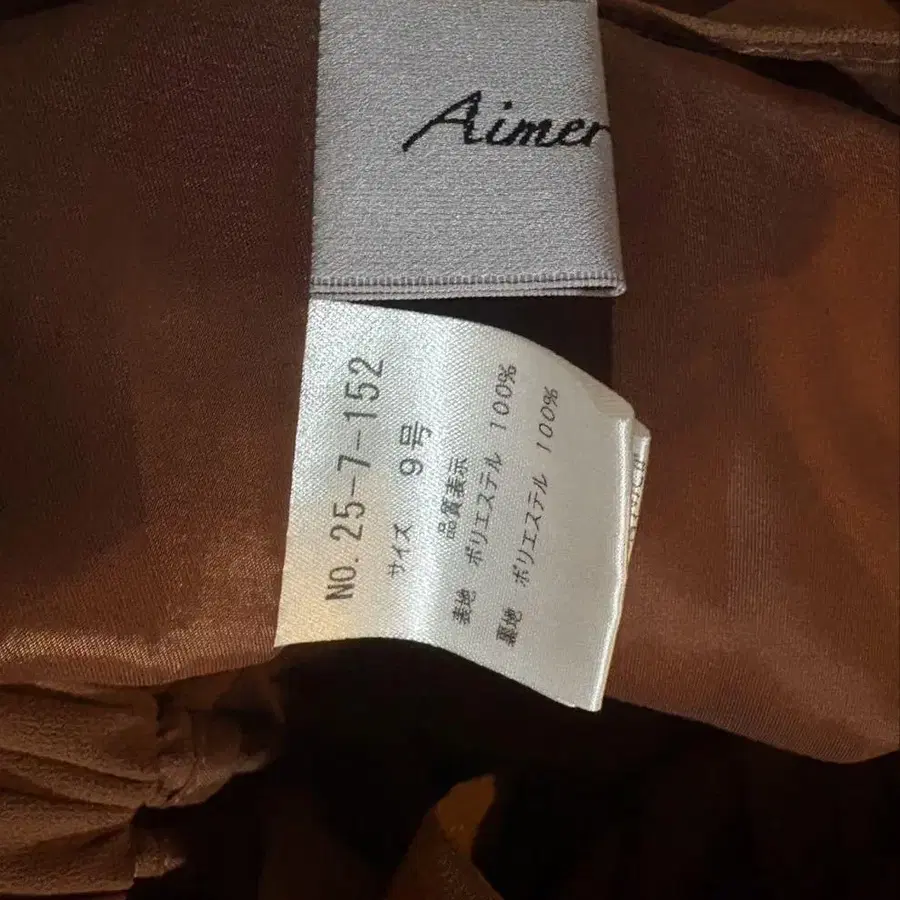 Aimer
NO. 25-7-152
サイズ 9号
品質表示
表地 ポリエステル 100%
裏地 ポリエステル 100%